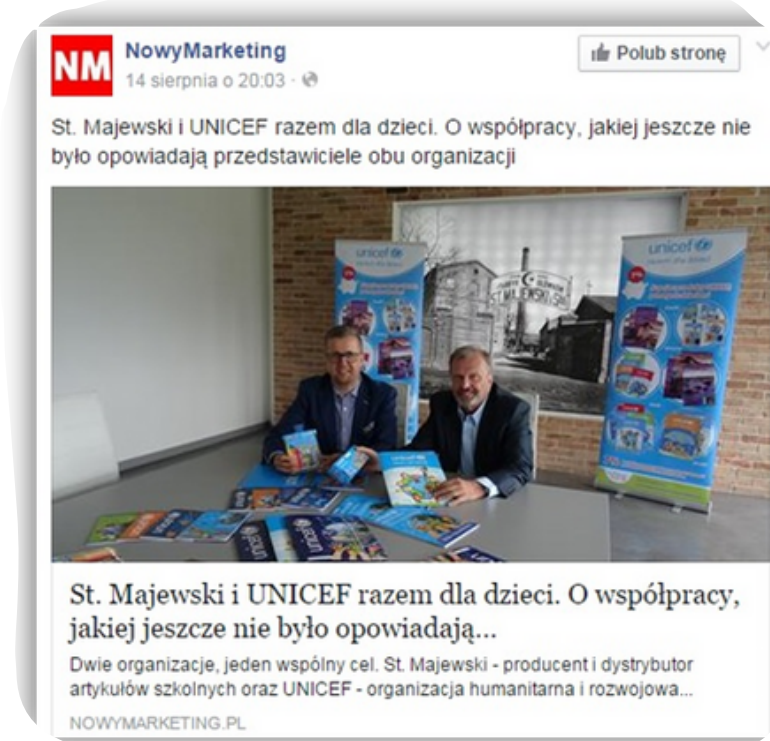 NM
NowyMarketing
Polub stronę
14 sierpnia o 20:03 ·
St. Majewski i UNICEF razem dla dzieci. O współpracy, jakiej jeszcze nie
było opowiadają przedstawiciele obu organizacji
unicef
unicef
ST. MAJEWSKI i S-ka
unicef
unicef
St. Majewski i UNICEF razem dla dzieci. O współpracy,
jakiej jeszcze nie było opowiadają...
Dwie organizacje, jeden wspólny cel. St. Majewski - producent i dystrybutor
artykułów szkolnych oraz UNICEF - organizacja humanitarna i rozwojowa...
NOWYMARKETING.PL